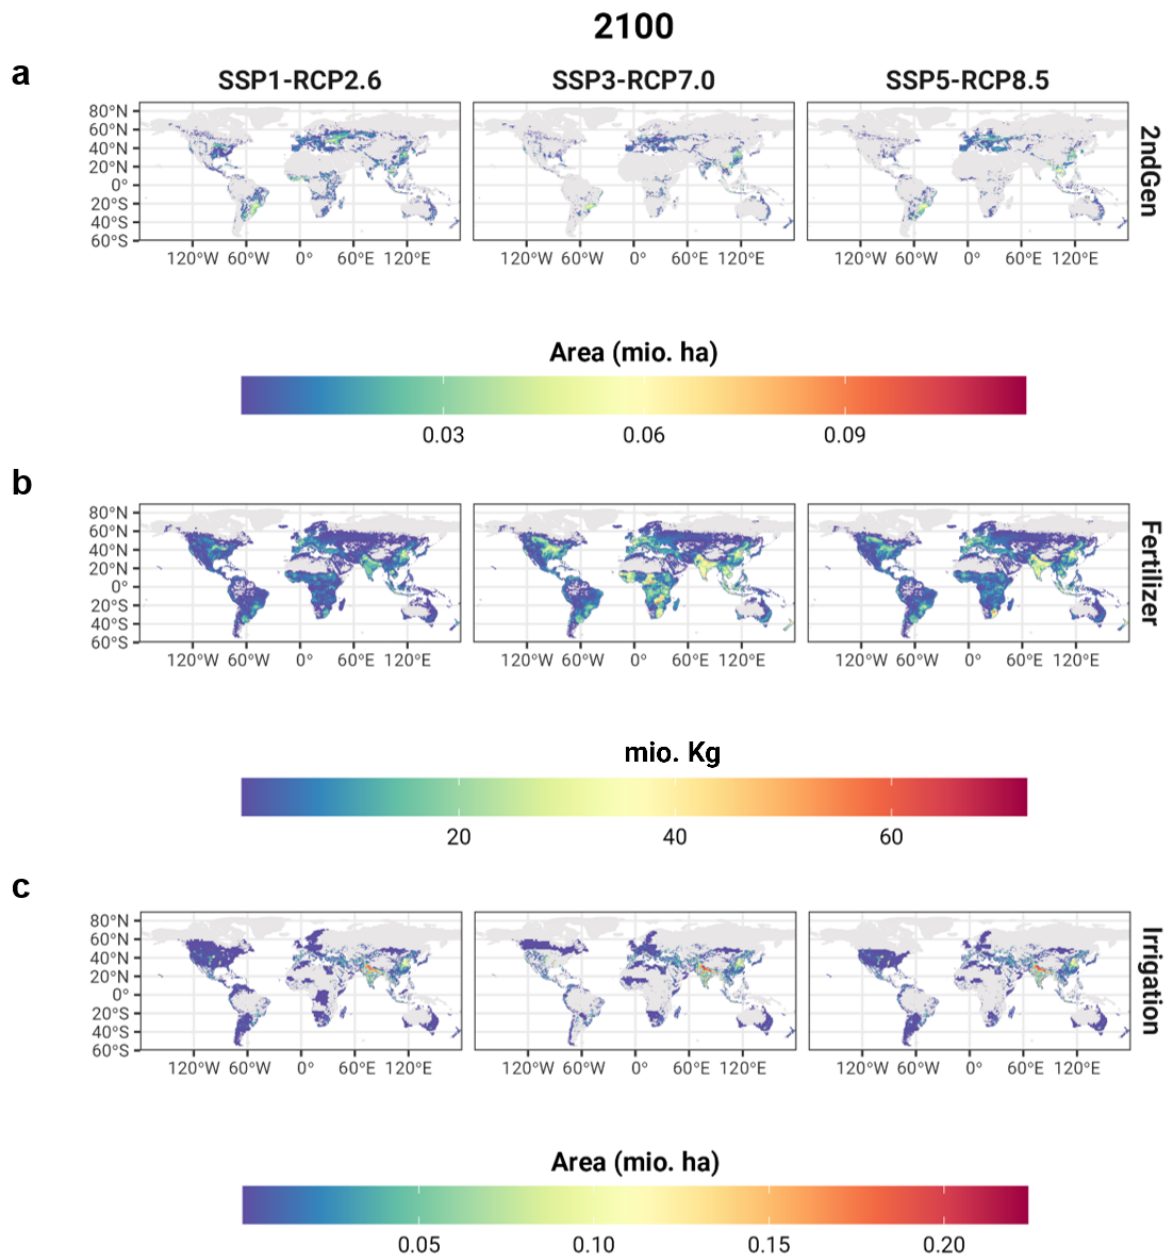 2100
a
SSP1-RCP2.6 SSP3-RCP7.0 SSP5-RCP8.5
80°N
60°N
40°N
20°N
0°
20°S
40°S
60°S
2ndGen
120°W 60°W 0° 60°E 120°E 120°W 60°W 0° 60°E 120°E 120°W 60°W 0° 60°E 120°E
Area (mio. ha)
0.03 0.06 0.09
b
80°N
60°N
40°N
20°N
0°
20°S
40°S
60°S
Fertilizer
120°W 60°W 0° 60°E 120°E 120°W 60°W 0° 60°E 120°E 120°W 60°W 0° 60°E 120°E
mio. Kg
20 40 60
c
80°N
60°N
40°N
20°N
0°
20°S
40°S
60°S
Irrigation
120°W 60°W 0° 60°E 120°E 120°W 60°W 0° 60°E 120°E 120°W 60°W 0° 60°E 120°E
Area (mio. ha)
0.05 0.10 0.15 0.20